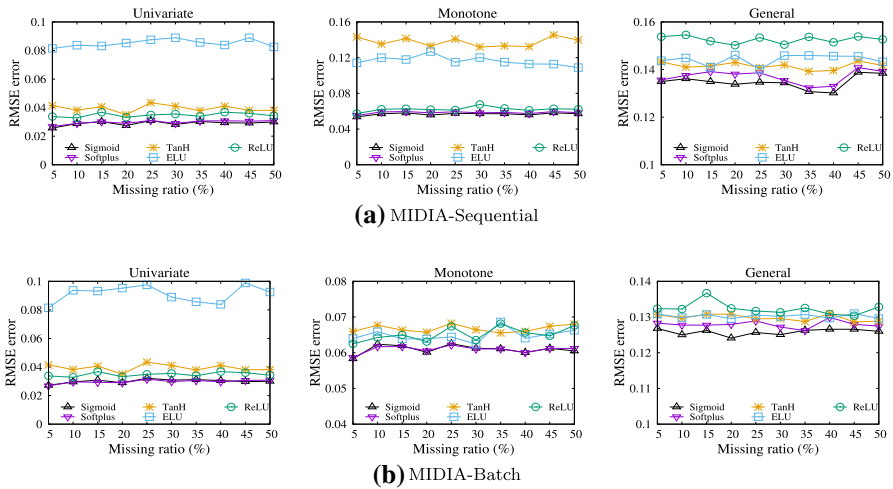 Univariate
RMSE error
0.1
0.08
0.06
0.04
0.02
0
Sigmoid
Softplus
TanH
ELU
ReLU
5 10 15 20 25 30 35 40 45 50
Missing ratio (%)
Monotone
RMSE error
0.16
0.12
0.08
0.04
0
Sigmoid
Softplus
TanH
ELU
ReLU
5 10 15 20 25 30 35 40 45 50
Missing ratio (%)
General
RMSE error
0.16
0.14
0.12
0.1
Sigmoid
Softplus
TanH
ELU
ReLU
5 10 15 20 25 30 35 40 45 50
Missing ratio (%)
(a) MIDIA-Sequential
Univariate
RMSE error
0.1
0.08
0.06
0.04
0.02
0
Sigmoid
Softplus
TanH
ELU
ReLU
5 10 15 20 25 30 35 40 45 50
Missing ratio (%)
Monotone
RMSE error
0.08
0.07
0.06
0.05
0.04
Sigmoid
Softplus
TanH
ELU
ReLU
5 10 15 20 25 30 35 40 45 50
Missing ratio (%)
General
RMSE error
0.14
0.13
0.12
0.11
0.1
Sigmoid
Softplus
TanH
ELU
ReLU
5 10 15 20 25 30 35 40 45 50
Missing ratio (%)
(b) MIDIA-Batch